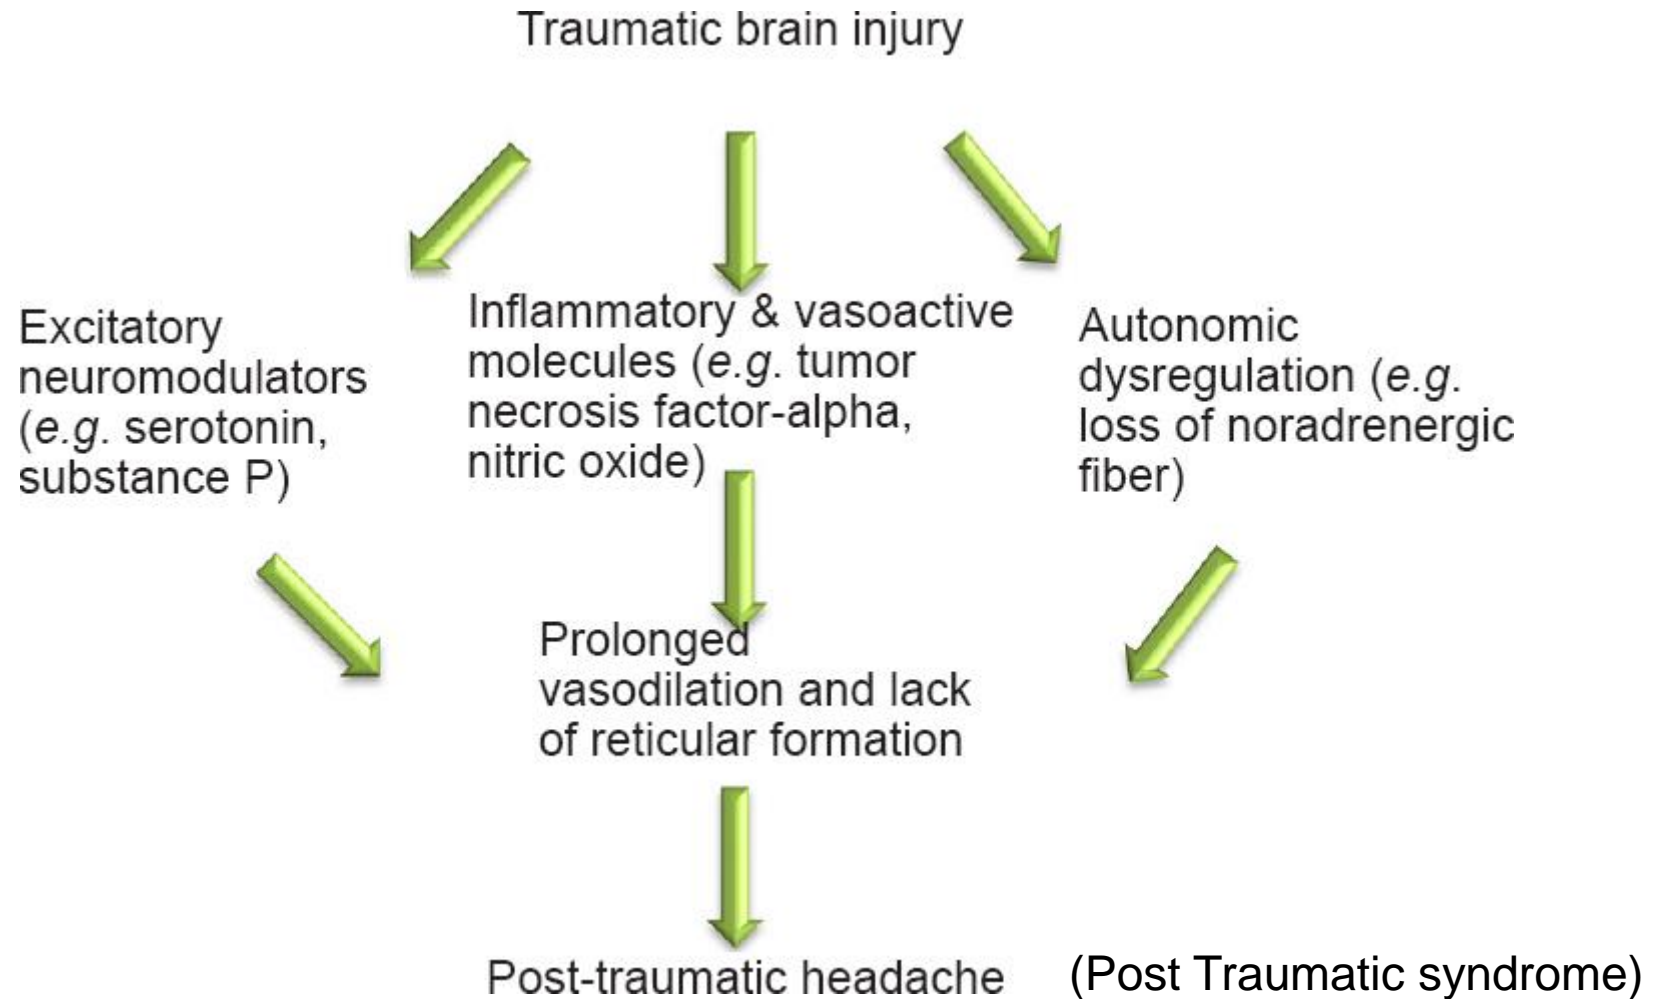 Traumatic brain injury
Excitatory
neuromodulators
(e.g. serotonin,
substance P)
Inflammatory & vasoactive
molecules (e.g. tumor
necrosis factor-alpha,
nitric oxide)
Autonomic
dysregulation (e.g.
loss of noradrenergic
fiber)
Prolonged
vasodilation and lack
of reticular formation
Post-traumatic headache (Post Traumatic syndrome)